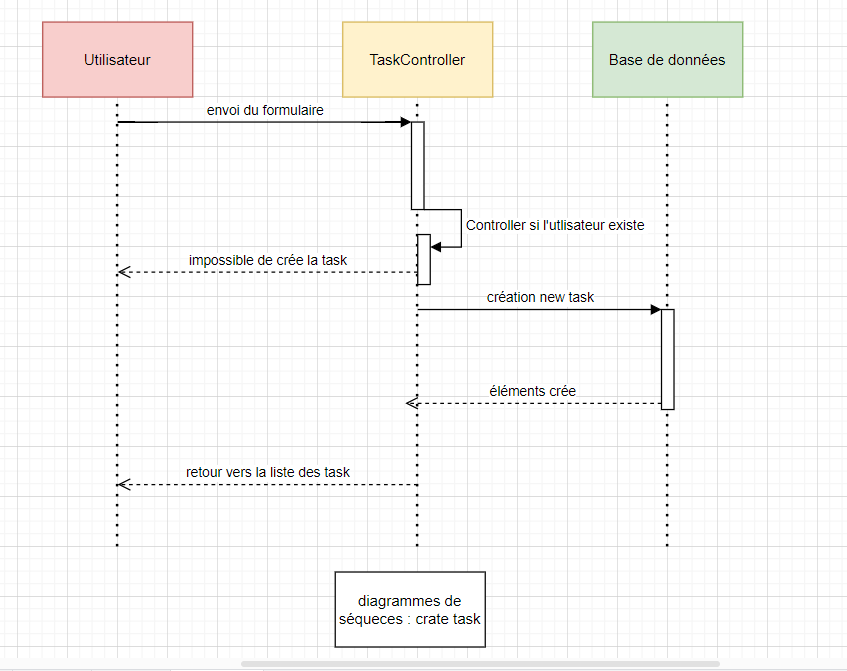 Utilisateur
TaskController
Base de données
envoi du formulaire
Controller si l'utlisateur existe
impossible de crée la task
création new task
éléments crée
retour vers la liste des task
diagrammes de
séqueces : crate task